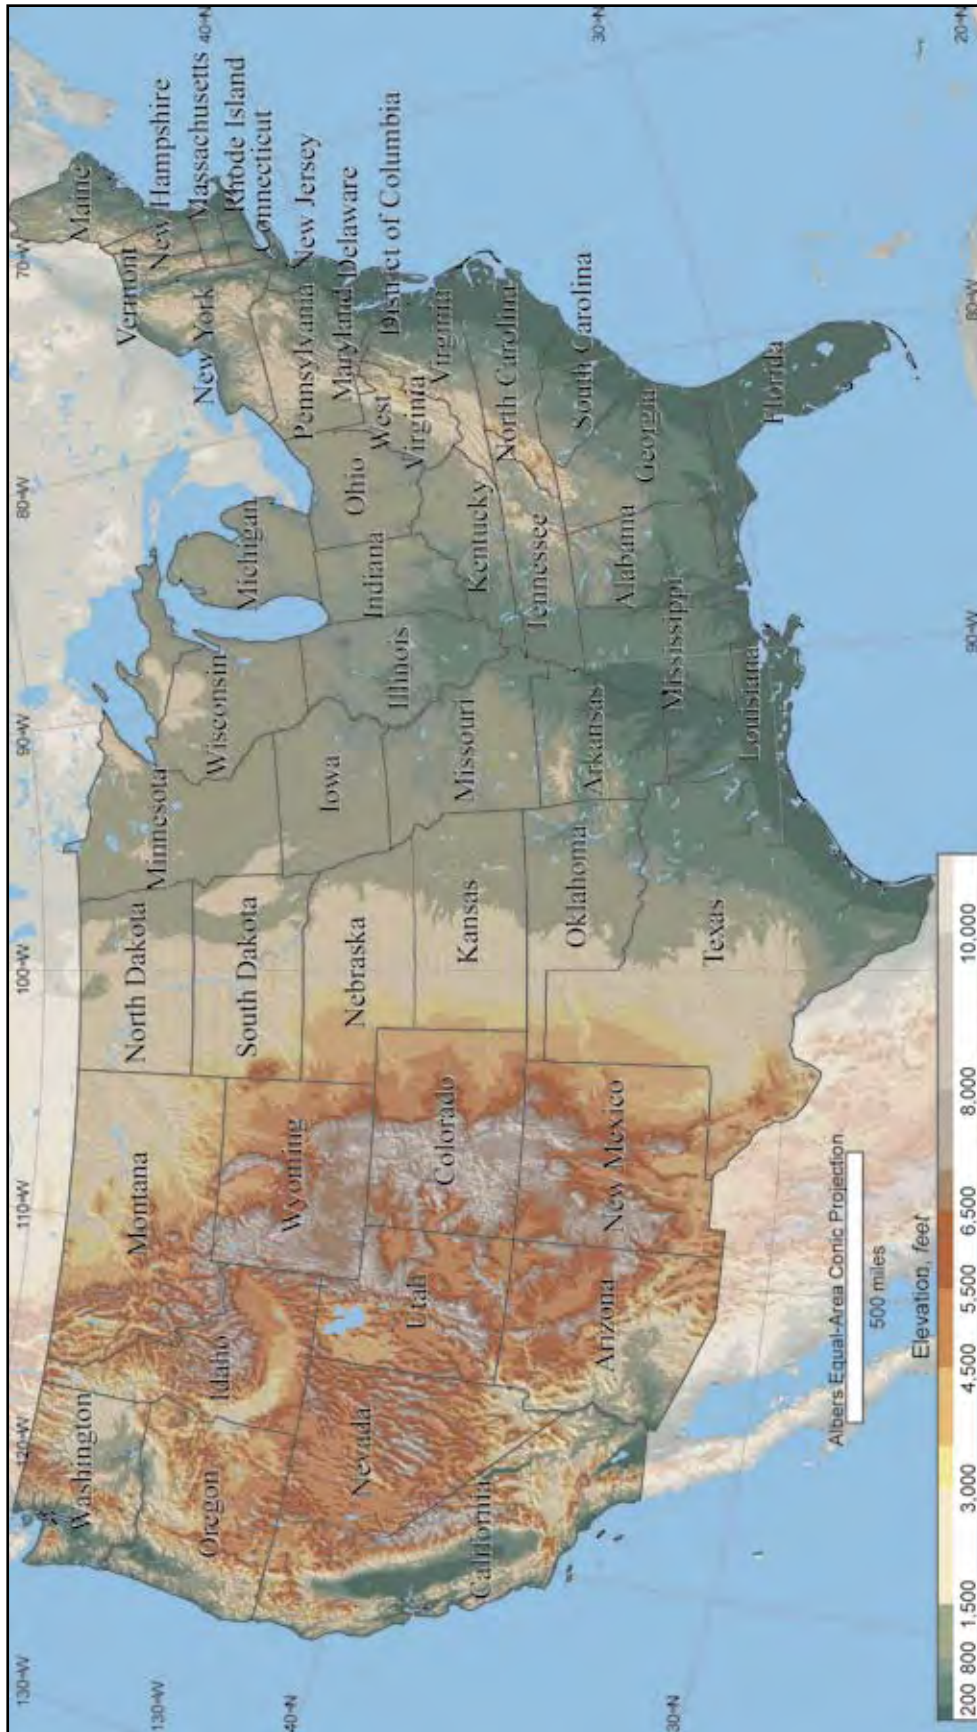 130°W
120°W
110°W
100°W
90°W
80°W
70°W
Washington
Maine
Montana
North Dakota
Minnesota
Vermont
New Hampshire
130°W
Massachusetts
40°N
Oregon
Idaho
Wisconsin
New York
Rhode Island
South Dakota
Michigan
Connecticut
40°N
Wyoming
Iowa
Pennsylvania
New Jersey
Nevada
Nebraska
Ohio
Maryland
Delaware
Utah
Colorado
Illinois
Indiana
West
Virginia
District of Columbia
California
Kansas
Missouri
Kentucky
Virginia
Arizona
New Mexico
Oklahoma
Arkansas
Tennessee
North Carolina
South Carolina
30°N
Texas
Mississippi
Alabama
Georgia
30°N
Louisiana
Florida
Albers Equal-Area Conic Projection
500 miles
Elevation, feet
90°W
80°W
20°N
200
800
1,500
3,000
4,500
5,500
6,500
8,000
10,000